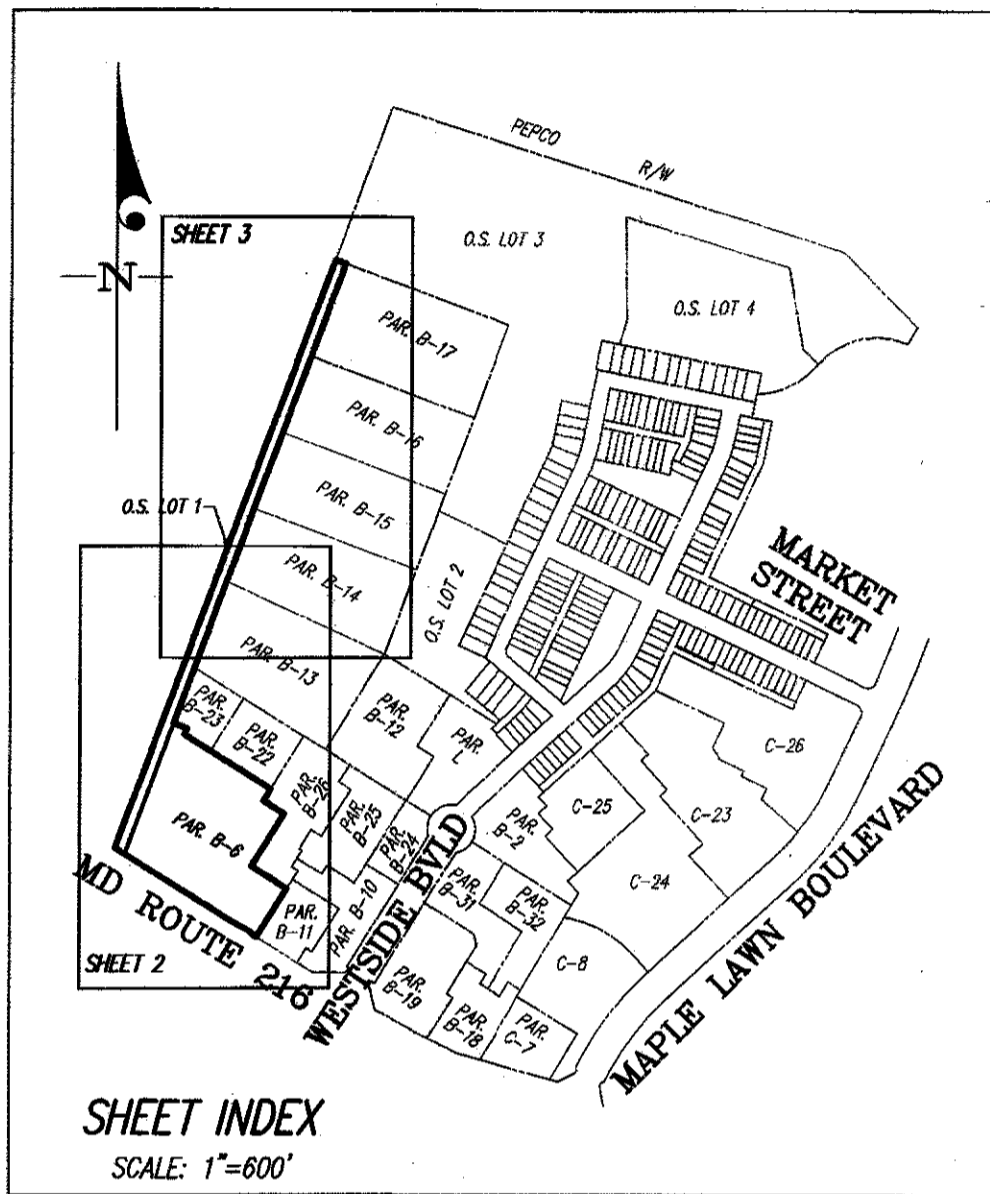 PEPCO R/W
SHEET 3
O.S. LOT 3
N
O.S. LOT 4
PAR. B-17
PAR. B-16
PAR. B-15
O.S. LOT 1
PAR. B-14
O.S. LOT 2
MARKET
STREET
PAR. B-13
PAR.
B-23
PAR.
B-22
PAR.
B-12
PAR.
L
C-26
PAR.
B-26
PAR.
B-25
PAR.
B-24
PAR.
B-2
C-25
C-23
PAR. B-6
C-24
MD ROUTE 216
PAR.
B-11
PAR.
B-10
WESTSIDE BVLD
PAR.
B-31
PAR.
B-32
C-8
SHEET 2
PAR.
B-19
PAR.
B-18
PAR.
C-7
MAPLE LAWN BOULEVARD
SHEET INDEX
SCALE: 1"=600'